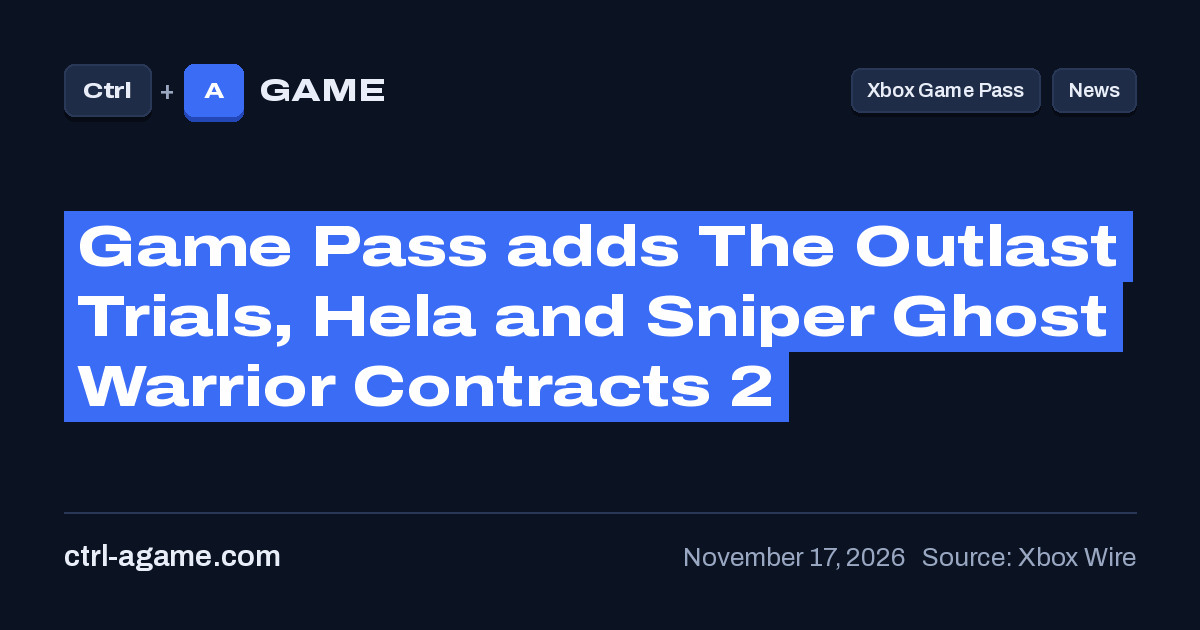 Ctrl + A GAME
Xbox Game Pass News
Game Pass adds The Outlast
Trials, Hela and Sniper Ghost
Warrior Contracts 2
ctrl-agame.com
November 17, 2026 Source: Xbox Wire